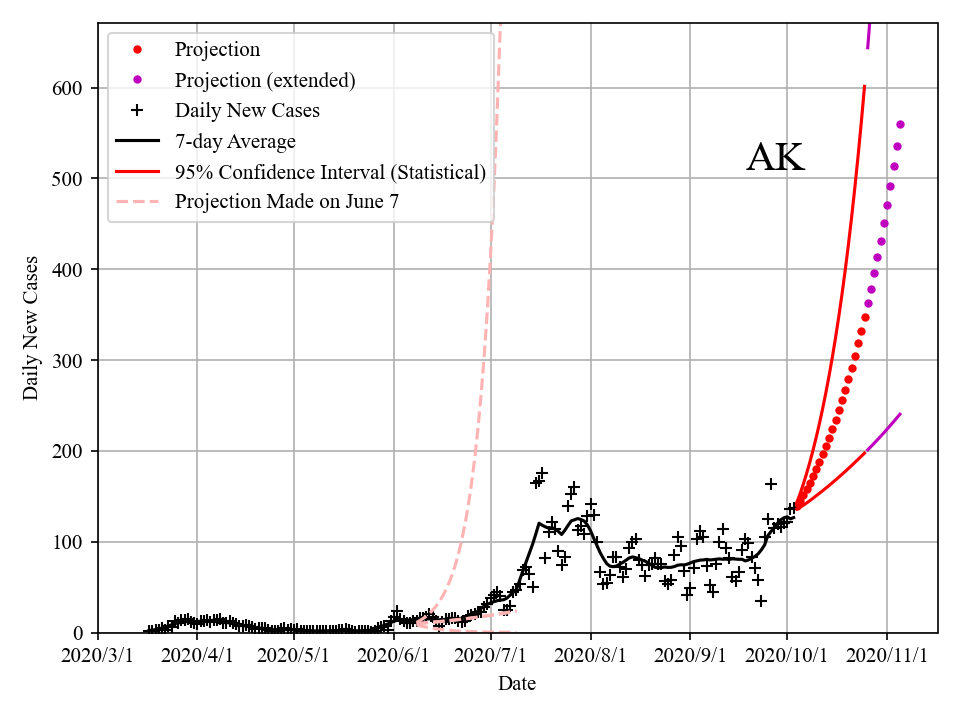 Projection
Projection (extended)
Daily New Cases
7-day Average
95% Confidence Interval (Statistical)
Projection Made on June 7
AK
Daily New Cases
600
500
400
300
200
100
0
2020/3/1 2020/4/1 2020/5/1 2020/6/1 2020/7/1 2020/8/1 2020/9/1 2020/10/1 2020/11/1
Date